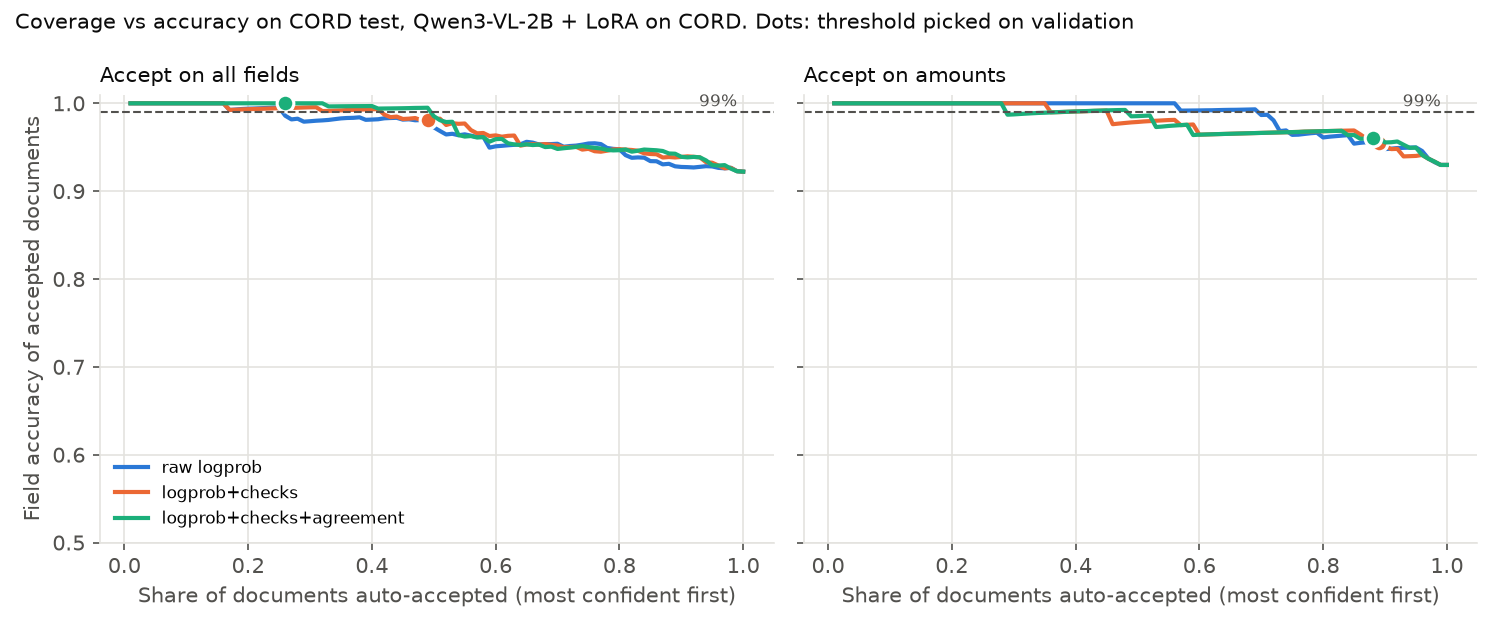 Coverage vs accuracy on CORD test, Qwen3-VL-2B + LoRA on CORD. Dots: threshold picked on validation
Accept on all fields
Accept on amounts
99%
99%
1.0
0.9
0.8
0.7
0.6
0.5
Field accuracy of accepted documents
raw logprob
logprob+checks
logprob+checks+agreement
0.0 0.2 0.4 0.6 0.8 1.0
0.0 0.2 0.4 0.6 0.8 1.0
Share of documents auto-accepted (most confident first)
Share of documents auto-accepted (most confident first)